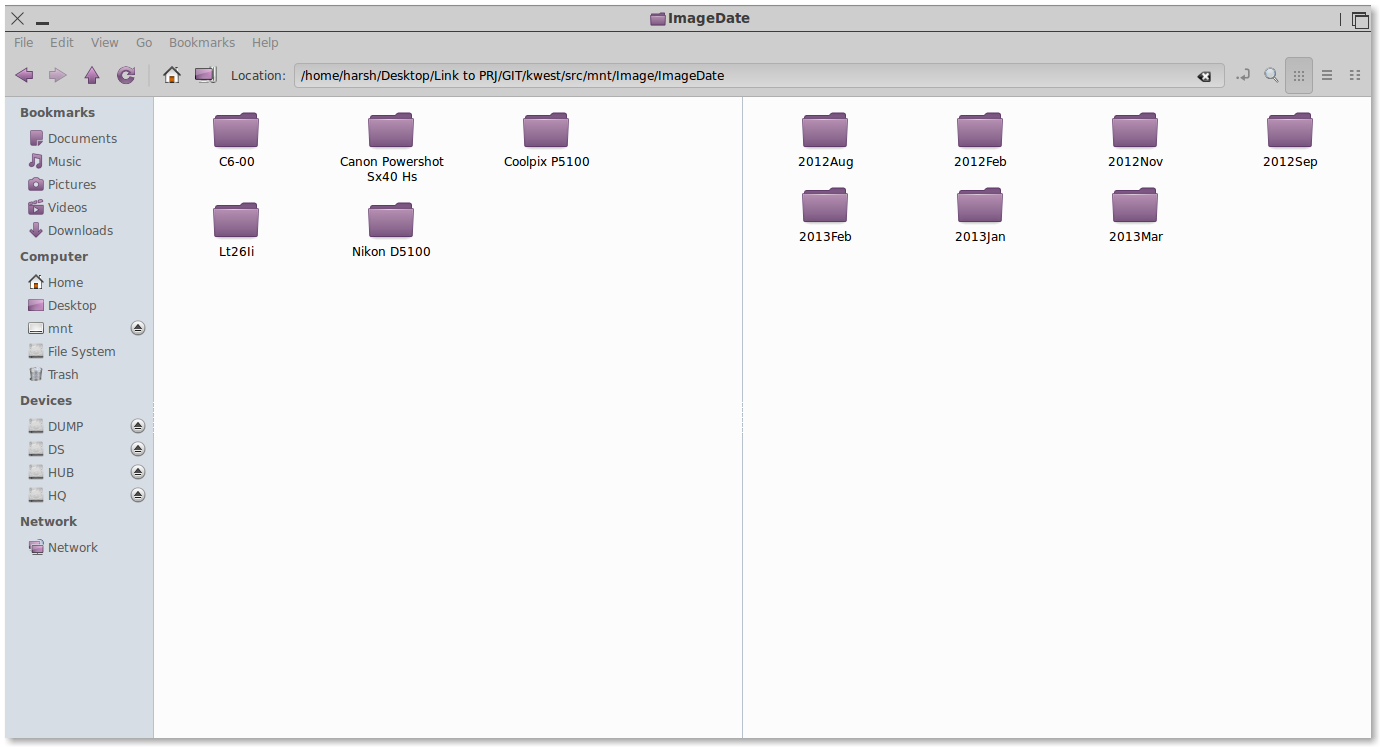 ImageDate
File Edit View Go Bookmarks Help
Location: /home/harsh/Desktop/Link to PRJ/GIT/kwest/src/mnt/Image/ImageDate
Bookmarks
Documents
Music
Pictures
Videos
Downloads
Computer
Home
Desktop
mnt
File System
Trash
Devices
DUMP
DS
HUB
HQ
Network
Network
C6-00 Canon Powershot Coolpix P5100
Sx40 Hs
Lt26Ii Nikon D5100
2012Aug 2012Feb 2012Nov 2012Sep
2013Feb 2013Jan 2013Mar